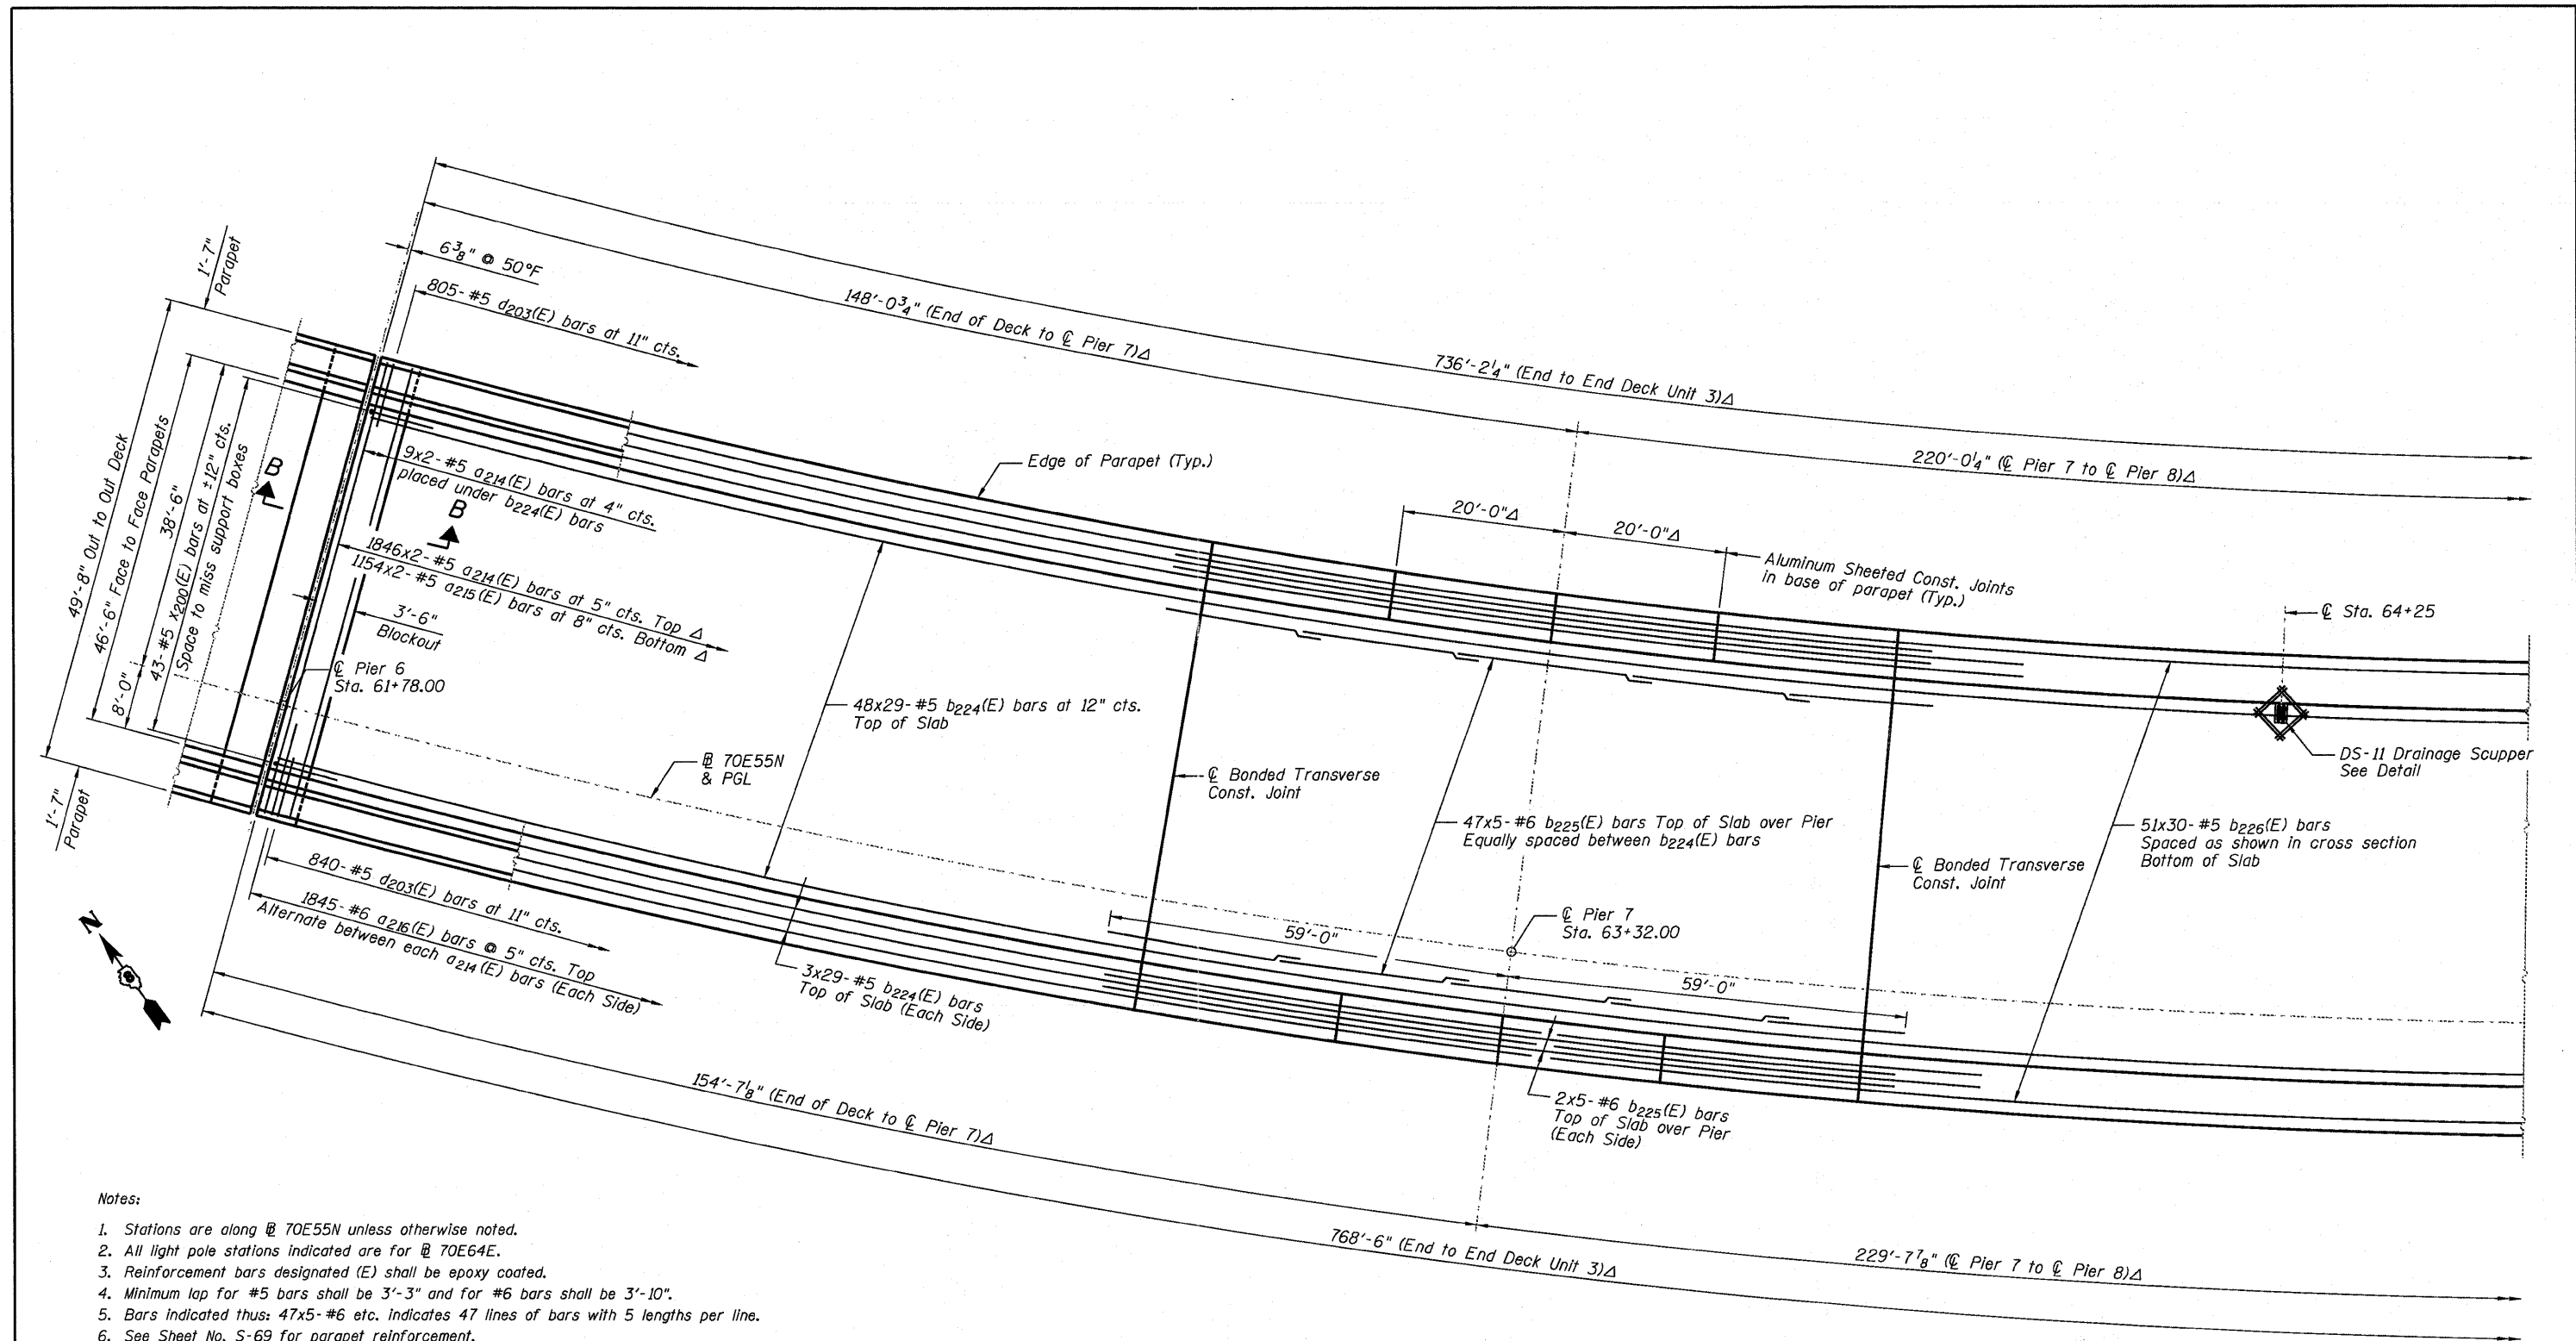 1'-7"
Parapet
49'-8" Out to Out Deck
46'-6" Face to Face Parapets
38'-6"
8'-0"
43-#5 x200(E) bars at ±12" cts.
Space to miss support boxes
1'-7"
Parapet
6 3/8" @ 50°F
805-#5 d203(E) bars at 11" cts.
148'-0 3/4" (End of Deck to ℄ Pier 7)Δ
736'-2 1/4" (End to End Deck Unit 3)Δ
220'-0 1/4" (℄ Pier 7 to ℄ Pier 8)Δ
B
B
9x2-#5 a214(E) bars at 4" cts.
placed under b224(E) bars
1846x2-#5 a214(E) bars at 5" cts. Top Δ
1154x2-#5 a215(E) bars at 8" cts. Bottom Δ
3'-6"
Blockout
℄ Pier 6
Sta. 61+78.00
Edge of Parapet (Typ.)
20'-0"Δ
20'-0"Δ
Aluminum Sheeted Const. Joints
in base of parapet (Typ.)
℄ Sta. 64+25
DS-11 Drainage Scupper
See Detail
48x29-#5 b224(E) bars at 12" cts.
Top of Slab
B 70E55N
& PGL
℄ Bonded Transverse
Const. Joint
47x5-#6 b225(E) bars Top of Slab over Pier
Equally spaced between b224(E) bars
℄ Bonded Transverse
Const. Joint
51x30-#5 b226(E) bars
Spaced as shown in cross section
Bottom of Slab
℄ Pier 7
Sta. 63+32.00
59'-0"
59'-0"
840-#5 d203(E) bars at 11" cts.
1845-#6 a216(E) bars @ 5" cts. Top
Alternate between each a214(E) bars (Each Side)
3x29-#5 b224(E) bars
Top of Slab (Each Side)
2x5-#6 b225(E) bars
Top of Slab over Pier
(Each Side)
N
154'-7 1/8" (End of Deck to ℄ Pier 7)Δ
768'-6" (End to End Deck Unit 3)Δ
229'-7 7/8" (℄ Pier 7 to ℄ Pier 8)Δ
Notes:
1. Stations are along B 70E55N unless otherwise noted.
2. All light pole stations indicated are for B 70E64E.
3. Reinforcement bars designated (E) shall be epoxy coated.
4. Minimum lap for #5 bars shall be 3'-3" and for #6 bars shall be 3'-10".
5. Bars indicated thus: 47x5-#6 etc. indicates 47 lines of bars with 5 lengths per line.
6. See Sheet No. S-69 for parapet reinforcement.